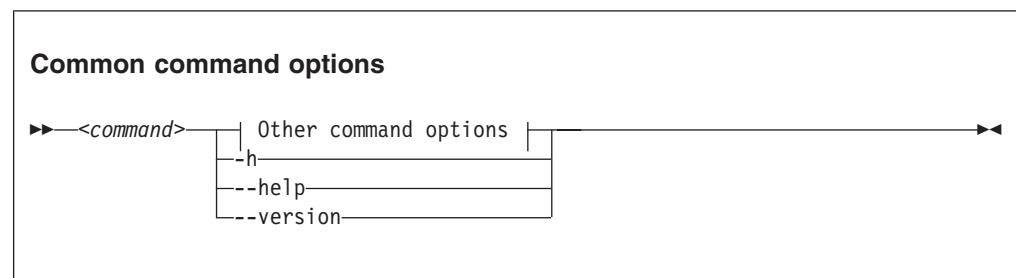 Common command options
<command> Other command options
-h
--help
--version